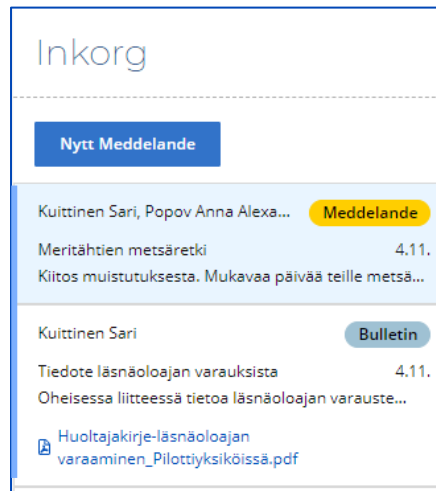 Inkorg
Nytt Meddelande
Kuittinen Sari, Popov Anna Alexa... Meddelande
Meritähtien metsäretki 4.11.
Kiitos muistutuksesta. Mukavaa päivää teille metsä...
Kuittinen Sari Bulletin
Tiedote läsnäoloajan varauksista 4.11.
Oheisessa liitteessä tietoa läsnäoloajan varauste...
Huoltajakirje-läsnäoloajan
varaaminen_Pilottiyksiköissä.pdf